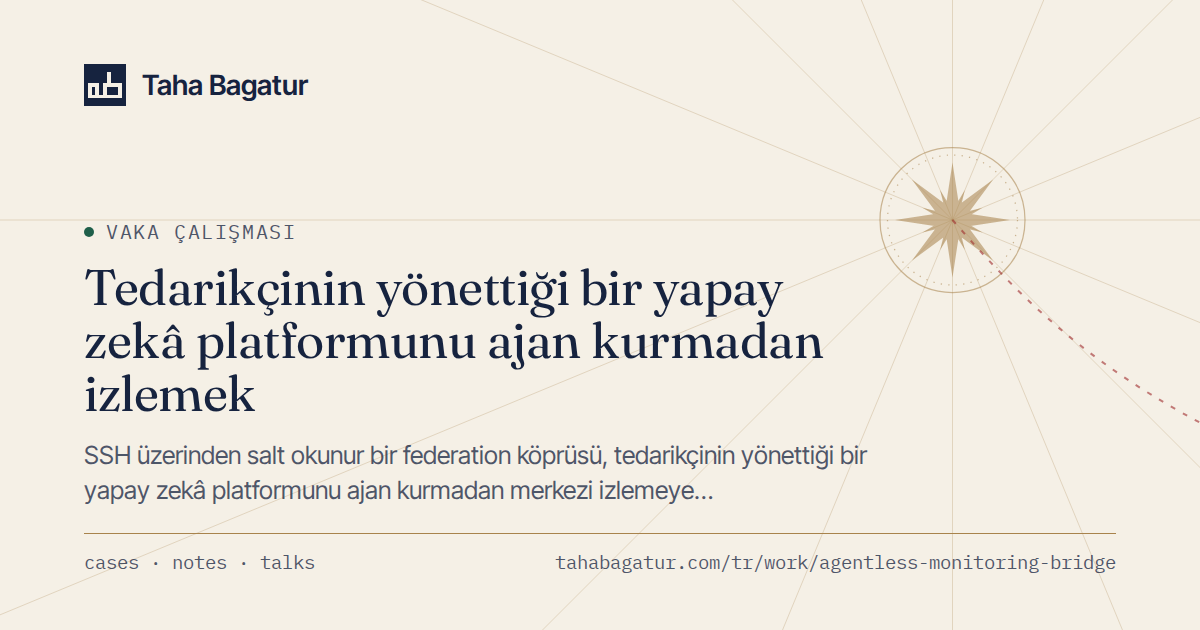 Taha Bagatur
VAKA ÇALIŞMASI
Tedarikçinin yönettiği bir yapay
zekâ platformunu ajan kurmadan
izlemek
SSH üzerinden salt okunur bir federation köprüsü, tedarikçinin yönettiği bir
yapay zekâ platformunu ajan kurmadan merkezi izlemeye…
cases · notes · talks
tahabagatur.com/tr/work/agentless-monitoring-bridge